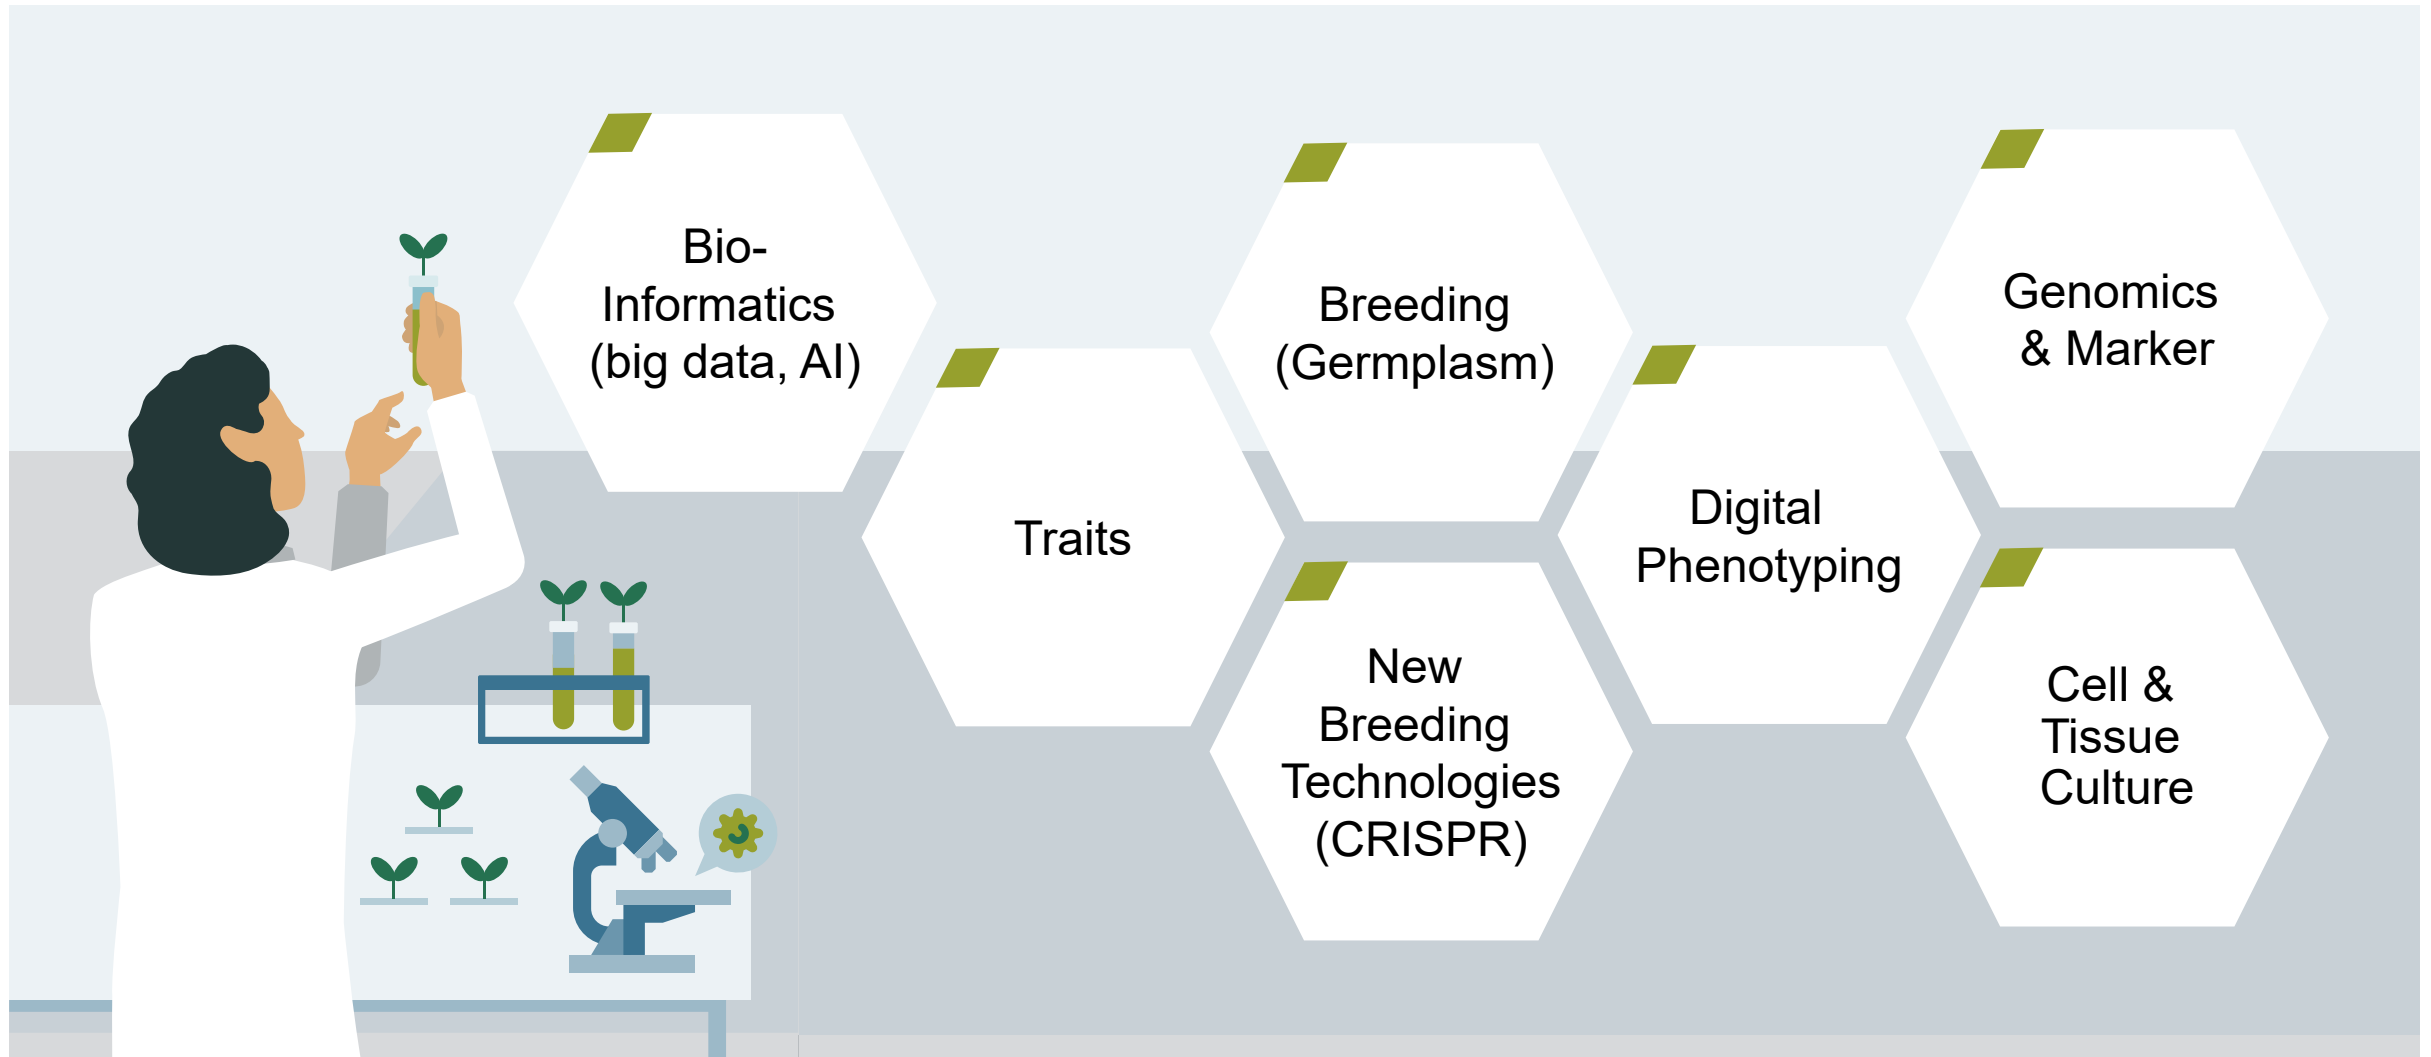 Bio-
Informatics
(big data, AI)
Traits
Breeding
(Germplasm)
New
Breeding
Technologies
(CRISPR)
Digital
Phenotyping
Genomics
& Marker
Cell &
Tissue
Culture